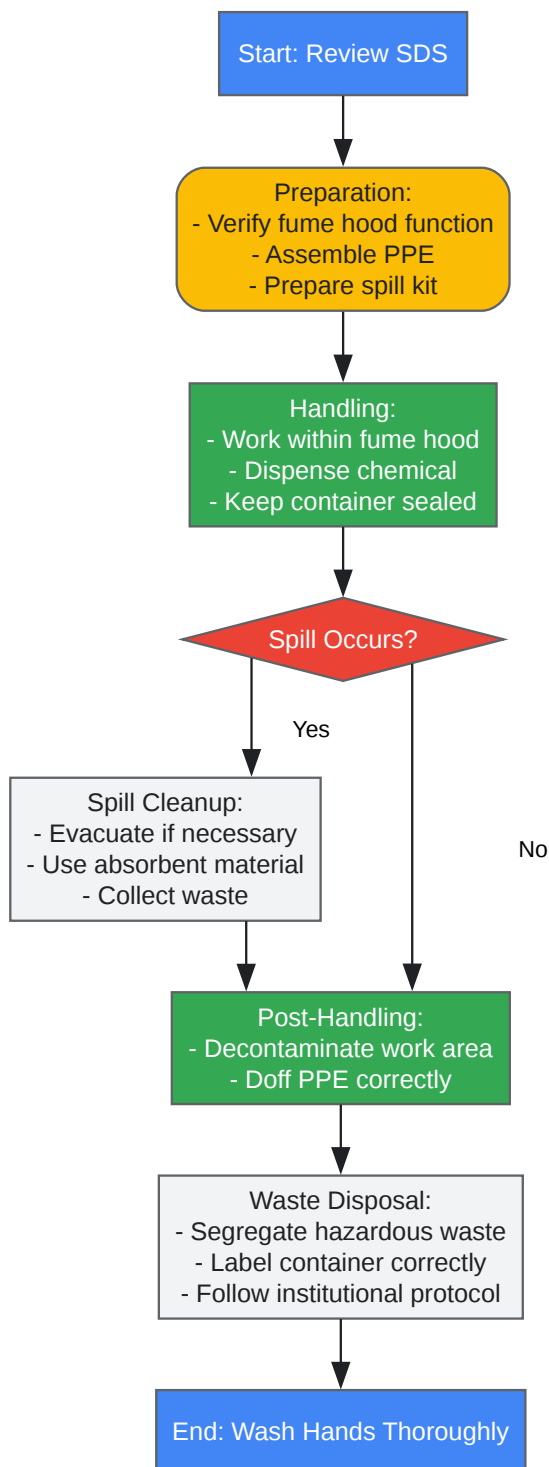 Start: Review SDS
Preparation:
- Verify fume hood function
- Assemble PPE
- Prepare spill kit
Handling:
- Work within fume hood
- Dispense chemical
- Keep container sealed
Spill Occurs?
Yes
Spill Cleanup:
- Evacuate if necessary
- Use absorbent material
- Collect waste
No
Post-Handling:
- Decontaminate work area
- Doff PPE correctly
Waste Disposal:
- Segregate hazardous waste
- Label container correctly
- Follow institutional protocol
End: Wash Hands Thoroughly